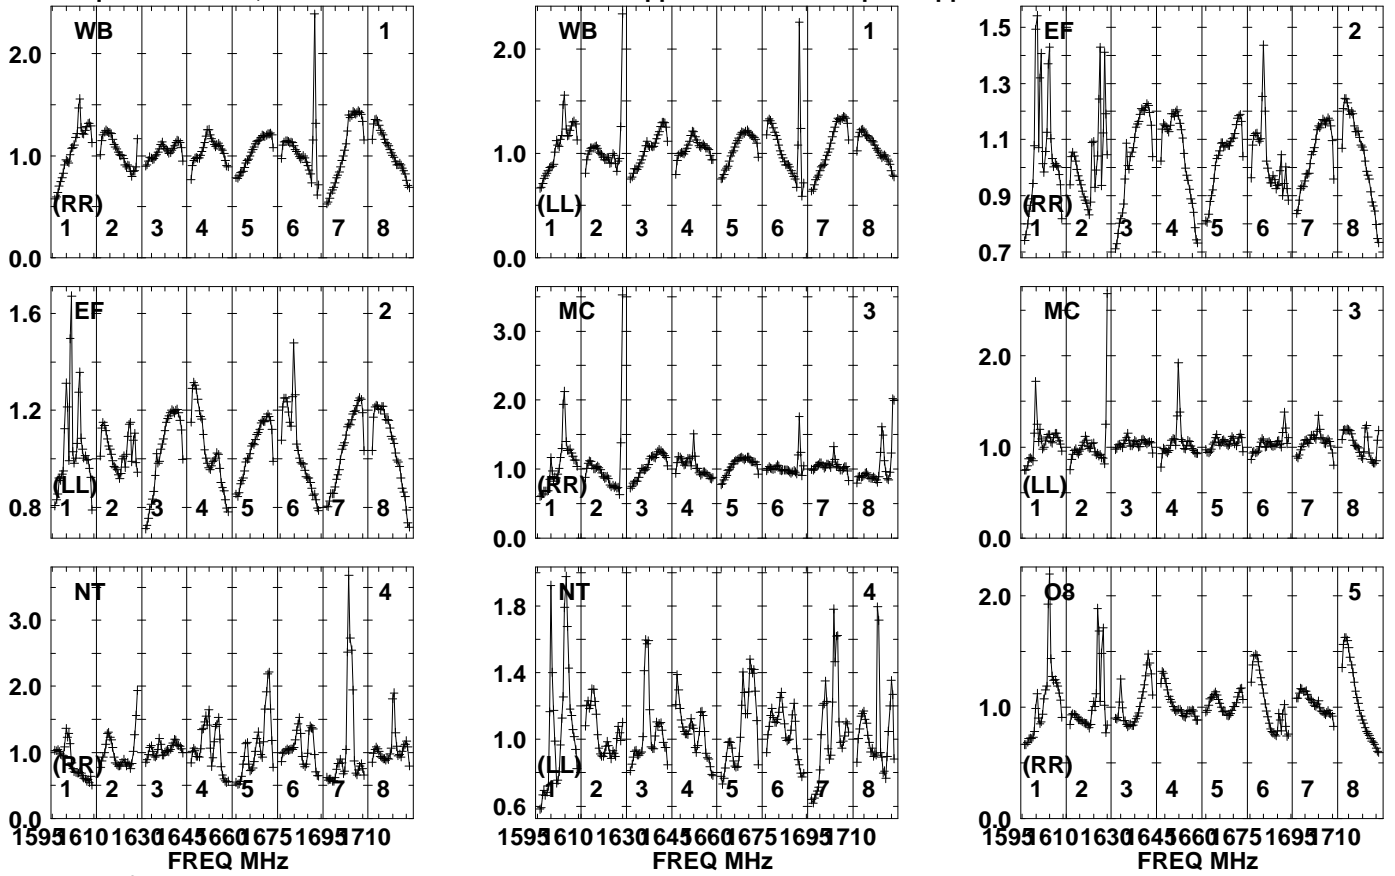 WB 1
2.0
1.0
(RR)
1 2 3 4 5 6 7 8
0.0
WB 1
2.0
1.0
(LL)
1 2 3 4 5 6 7 8
0.0
EF 2
1.5
1.3
1.1
0.9
(RR)
1 2 3 4 5 6 7 8
0.7
EF 2
1.6
1.2
(LL)
1 2 3 4 5 6 7 8
0.8
MC 3
3.0
2.0
1.0
(RR)
1 2 3 4 5 6 7 8
0.0
MC 3
2.0
1.0
(LL)
1 2 3 4 5 6 7 8
0.0
NT 4
3.0
2.0
1.0
(RR)
1 2 3 4 5 6 7 8
0.0
1595 1610 1630 1645 1660 1675 1695 1710
FREQ MHz
NT 4
1.8
1.4
1.0
(LL)
1 2 3 4 5 6 7 8
0.6
1595 1610 1630 1645 1660 1675 1695 1710
FREQ MHz
O8 5
2.0
1.0
(RR)
1 2 3 4 5 6 7 8
0.0
1595 1610 1630 1645 1660 1675 1695 1710
FREQ MHz